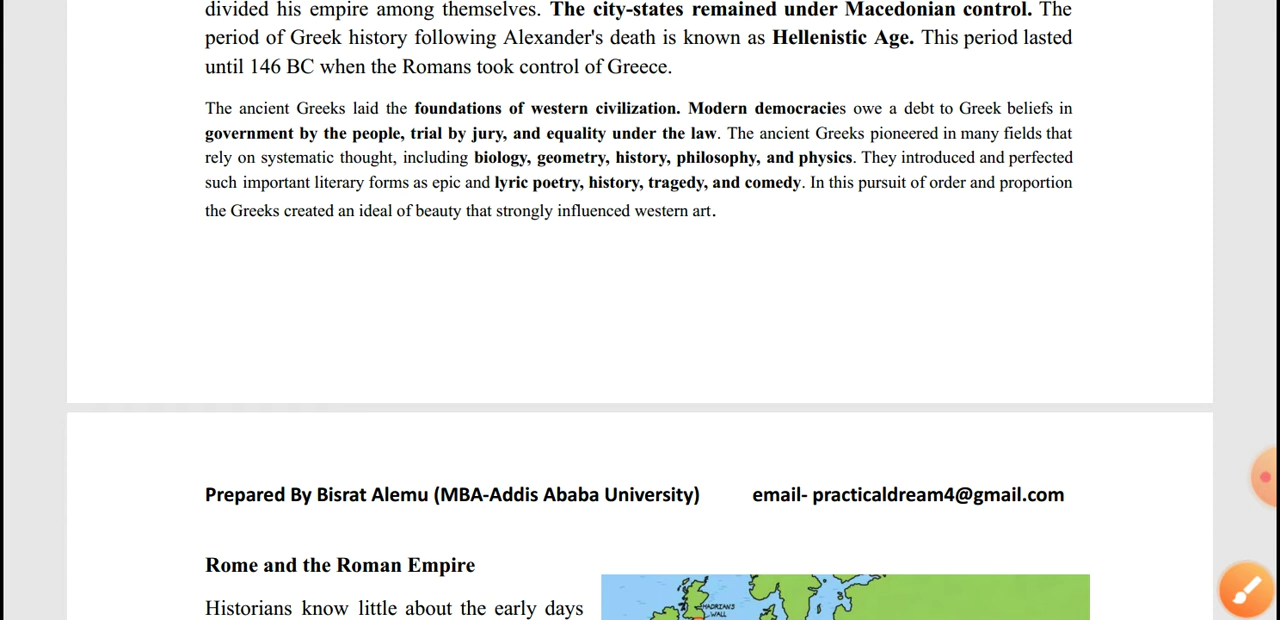 divided his empire among themselves. The city-states remained under Macedonian control. The
period of Greek history following Alexander's death is known as Hellenistic Age. This period lasted
until 146 BC when the Romans took control of Greece.
The ancient Greeks laid the foundations of western civilization. Modern democracies owe a debt to Greek beliefs in
government by the people, trial by jury, and equality under the law. The ancient Greeks pioneered in many fields that
rely on systematic thought, including biology, geometry, history, philosophy, and physics. They introduced and perfected
such important literary forms as epic and lyric poetry, history, tragedy, and comedy. In this pursuit of order and proportion
the Greeks created an ideal of beauty that strongly influenced western art.
Prepared By Bisrat Alemu (MBA-Addis Ababa University) email- practicaldream4@gmail.com
Rome and the Roman Empire
Historians know little about the early days
HADRIANS
WALL